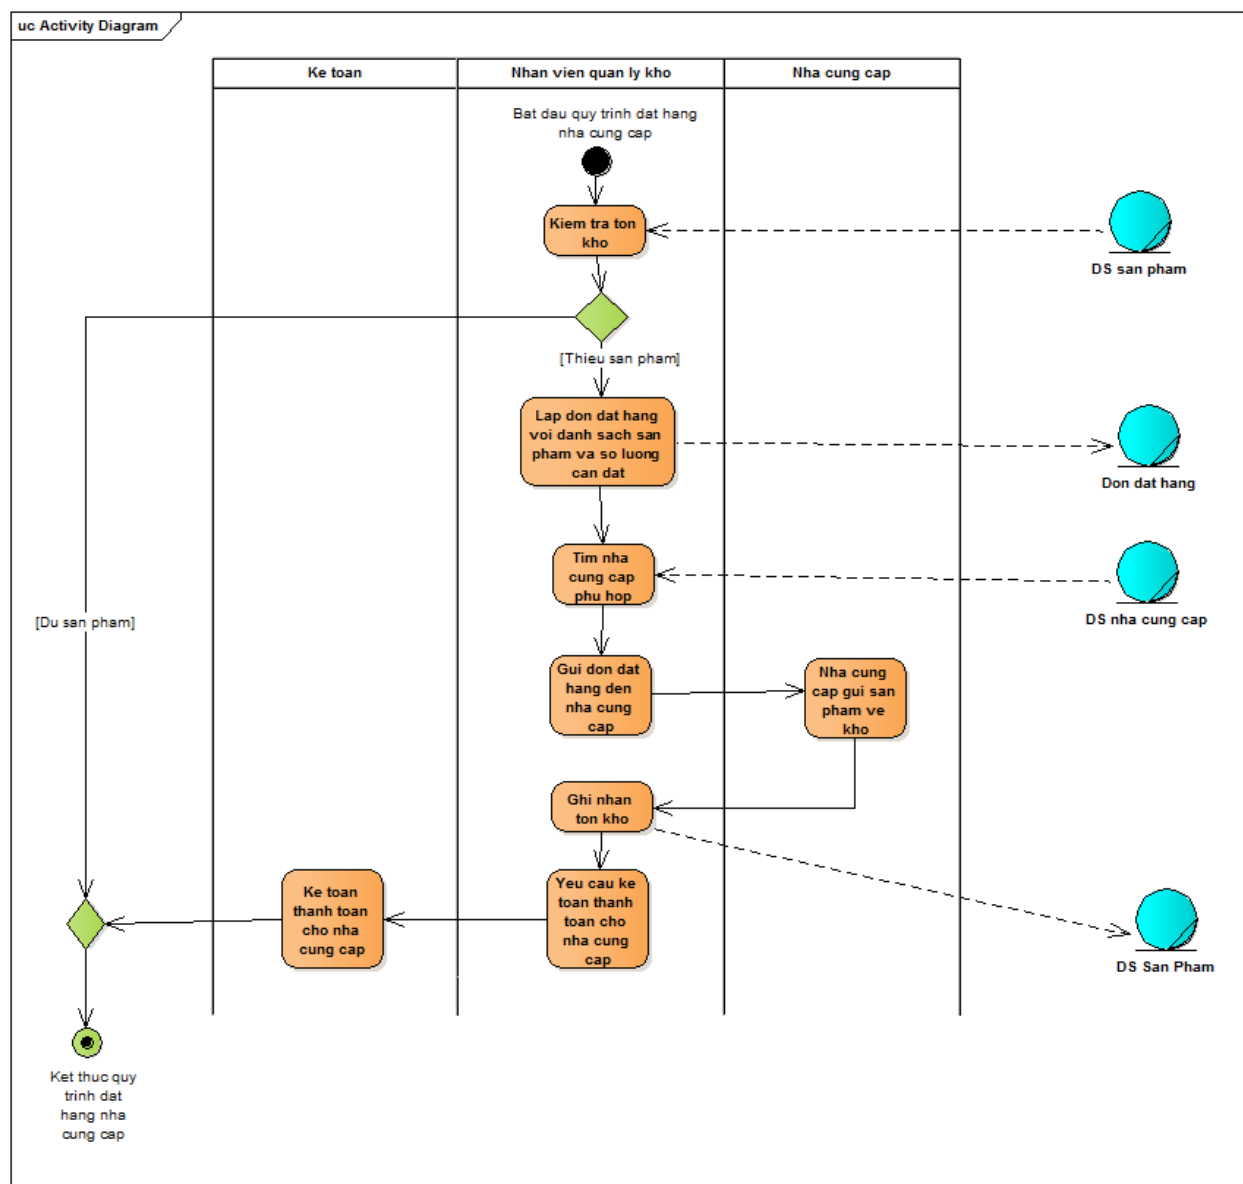 uc Activity Diagram
Ke toan
Nhan vien quan ly kho
Nha cung cap
Bat dau quy trinh dat hang
nha cung cap
Kiem tra ton
kho
DS san pham
[Thieu san pham]
Lap don dat hang
voi danh sach san
pham va so luong
can dat
Don dat hang
Tim nha
cung cap
phu hop
DS nha cung cap
[Du san pham]
Gui don dat
hang den
nha cung
cap
Nha cung
cap gui san
pham ve
kho
Ghi nhan
ton kho
Ke toan
thanh toan
cho nha
cung cap
Yeu cau ke
toan thanh
toan cho
nha cung
cap
DS San Pham
Ket thuc quy
trinh dat
hang nha
cung cap